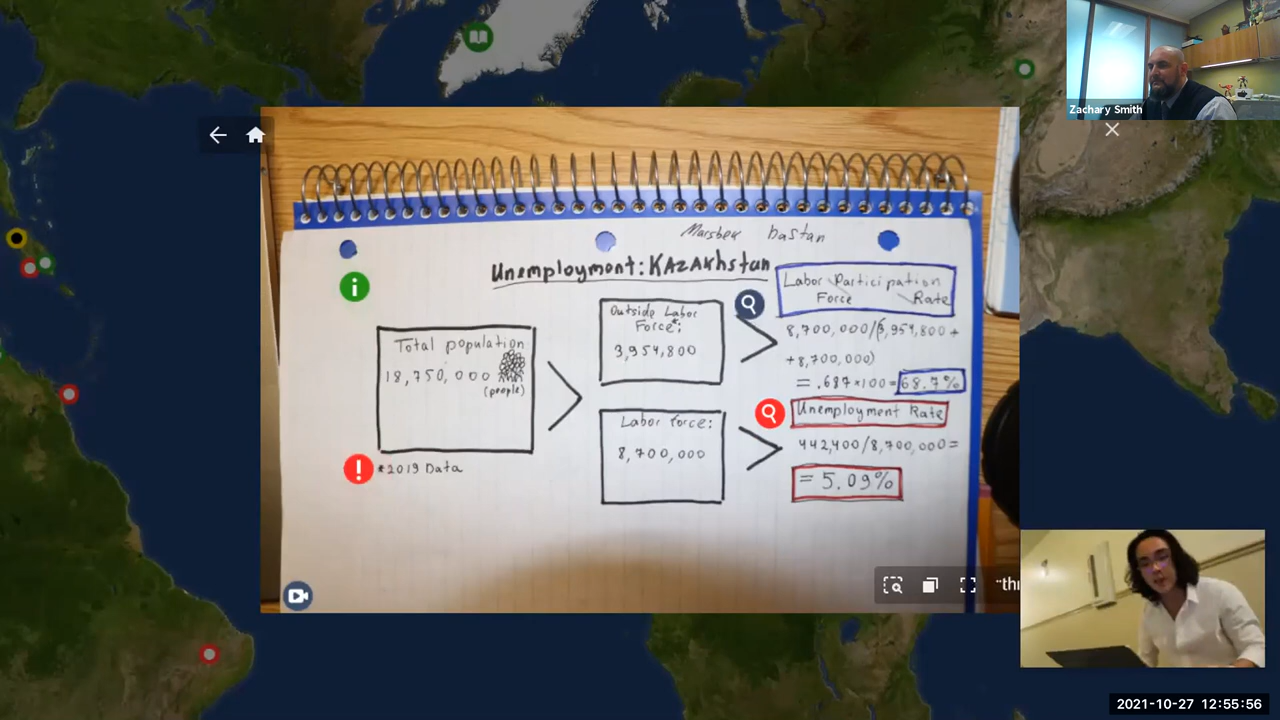 Zachary Smith
Marsbek bastan
Unemployment: KAZAKhstan
Total population
18,750,000
(people)
*2019 Data
Outside Labor
Force*:
3,954,800
Labor force:
8,700,000
Labor Participation
Force Rate
8,700,000/(3,954,800 +
+8,700,000)
= .687*100= 68.7%
Unemployment Rate
442,400/8,700,000=
= 5.09%
2021-10-27 12:55:56